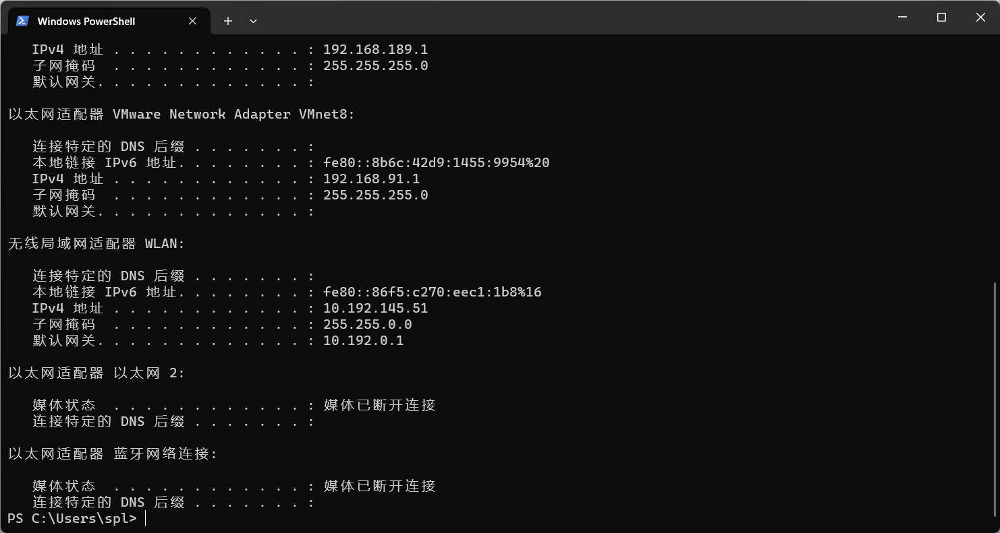 Windows PowerShell
IPv4 地址 . . . . . . . . . . . . : 192.168.189.1
子网掩码  . . . . . . . . . . . . : 255.255.255.0
默认网关. . . . . . . . . . . . . :
以太网适配器 VMware Network Adapter VMnet8:
连接特定的 DNS 后缀 . . . . . . . :
本地链接 IPv6 地址. . . . . . . . : fe80::8b6c:42d9:1455:9954%20
IPv4 地址 . . . . . . . . . . . . : 192.168.91.1
子网掩码  . . . . . . . . . . . . : 255.255.255.0
默认网关. . . . . . . . . . . . . :
无线局域网适配器 WLAN:
连接特定的 DNS 后缀 . . . . . . . :
本地链接 IPv6 地址. . . . . . . . : fe80::86f5:c270:eec1:1b8%16
IPv4 地址 . . . . . . . . . . . . : 10.192.145.51
子网掩码  . . . . . . . . . . . . : 255.255.0.0
默认网关. . . . . . . . . . . . . : 10.192.0.1
以太网适配器 以太网 2:
媒体状态  . . . . . . . . . . . . : 媒体已断开连接
连接特定的 DNS 后缀 . . . . . . . :
以太网适配器 蓝牙网络连接:
媒体状态  . . . . . . . . . . . . : 媒体已断开连接
连接特定的 DNS 后缀 . . . . . . . :
PS C:\Users\spl>